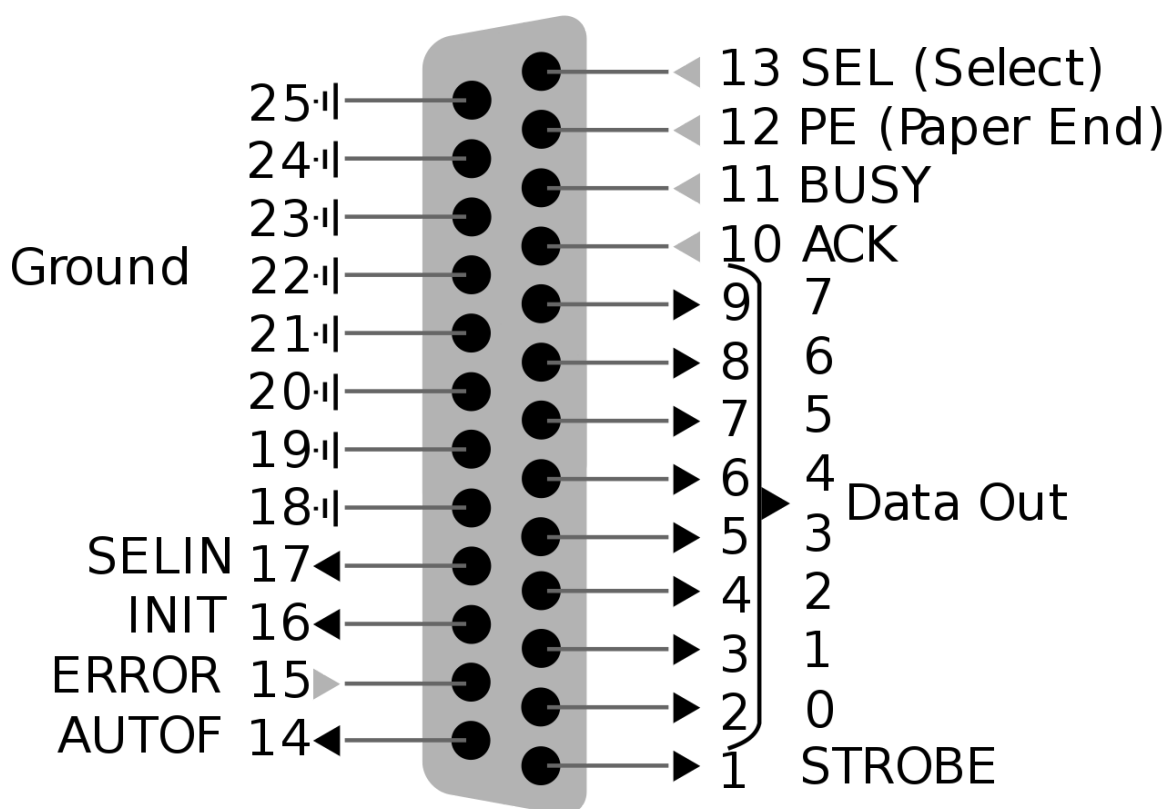 13 SEL (Select)
12 PE (Paper End)
11 BUSY
10 ACK
9 7
8 6
7 5
6 4
5 3
4 2
3 1
2 0
Data Out
1 STROBE
25
24
23
22
21
20
19
18
Ground
SELIN 17
INIT 16
ERROR 15
AUTOF 14